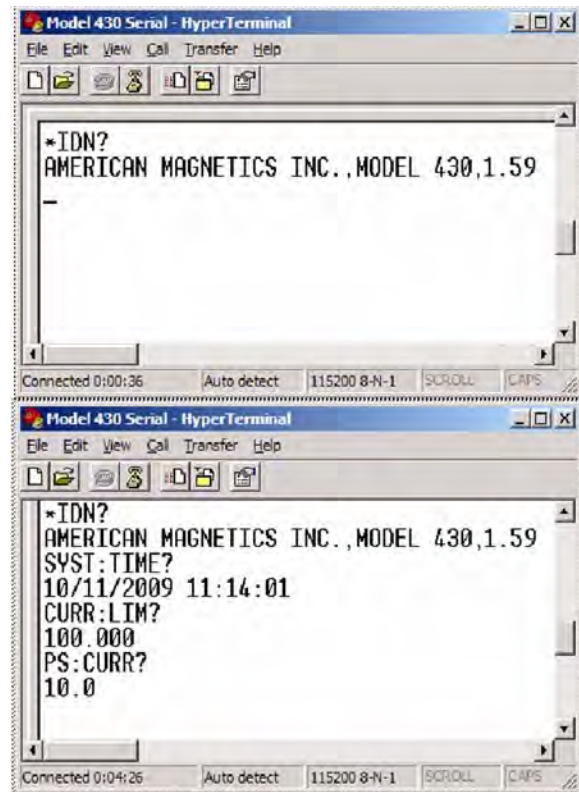 Model 430 Serial - HyperTerminal
File Edit View Call Transfer Help
*IDN?
AMERICAN MAGNETICS INC.,MODEL 430,1.59
Connected 0:00:36 Auto detect 115200 8-N-1 SCROLL CAPS
Model 430 Serial - HyperTerminal
File Edit View Call Transfer Help
*IDN?
AMERICAN MAGNETICS INC.,MODEL 430,1.59
SYST:TIME?
10/11/2009 11:14:01
CURR:LIM?
100.000
PS:CURR?
10.0
Connected 0:04:26 Auto detect 115200 8-N-1 SCROLL CAPS